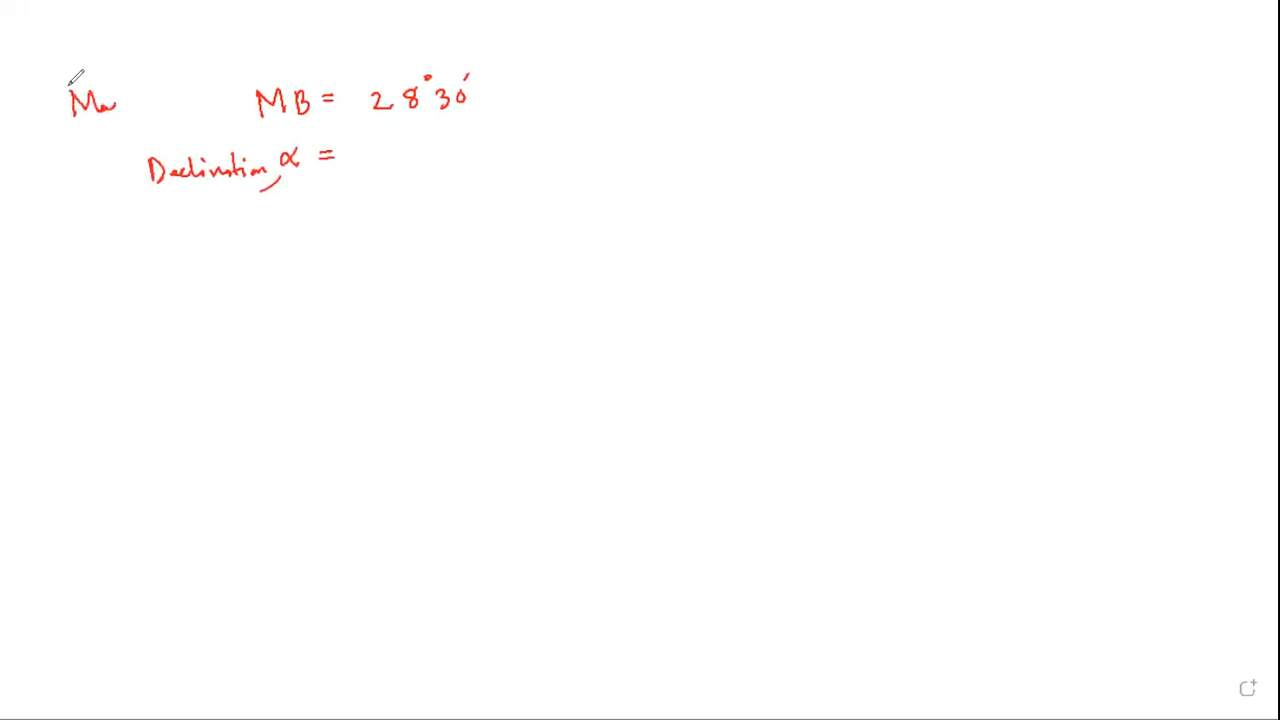 Ma MB = 28°30'
Declination, α =